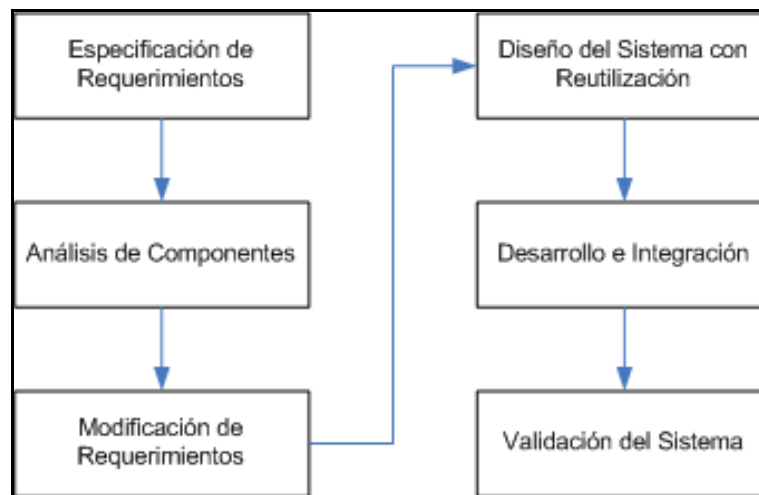 Especificación de
Requerimientos
Análisis de Componentes
Modificación de
Requerimientos
Diseño del Sistema con
Reutilización
Desarrollo e Integración
Validación del Sistema